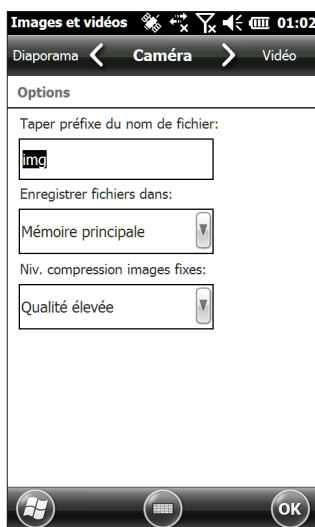 Images et vidéos 01:02
Diaporama Caméra Vidéo
Options
Taper préfixe du nom de fichier:
img
Enregistrer fichiers dans:
Mémoire principale
Niv. compression images fixes:
Qualité élevée
OK